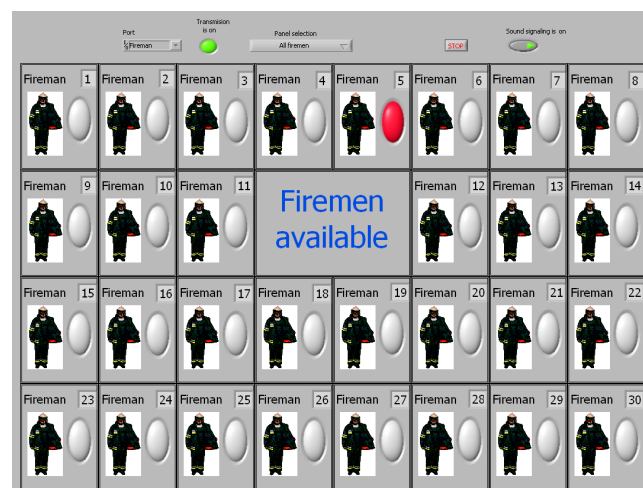 Transmision
is on
Port
Fireman
Panel selection
All firemen
STOP
Sound signaling is on
Fireman 1
Fireman 2
Fireman 3
Fireman 4
Fireman 5
Fireman 6
Fireman 7
Fireman 8
Fireman 9
Fireman 10
Fireman 11
Firemen
available
Fireman 12
Fireman 13
Fireman 14
Fireman 15
Fireman 16
Fireman 17
Fireman 18
Fireman 19
Fireman 20
Fireman 21
Fireman 22
Fireman 23
Fireman 24
Fireman 25
Fireman 26
Fireman 27
Fireman 28
Fireman 29
Fireman 30